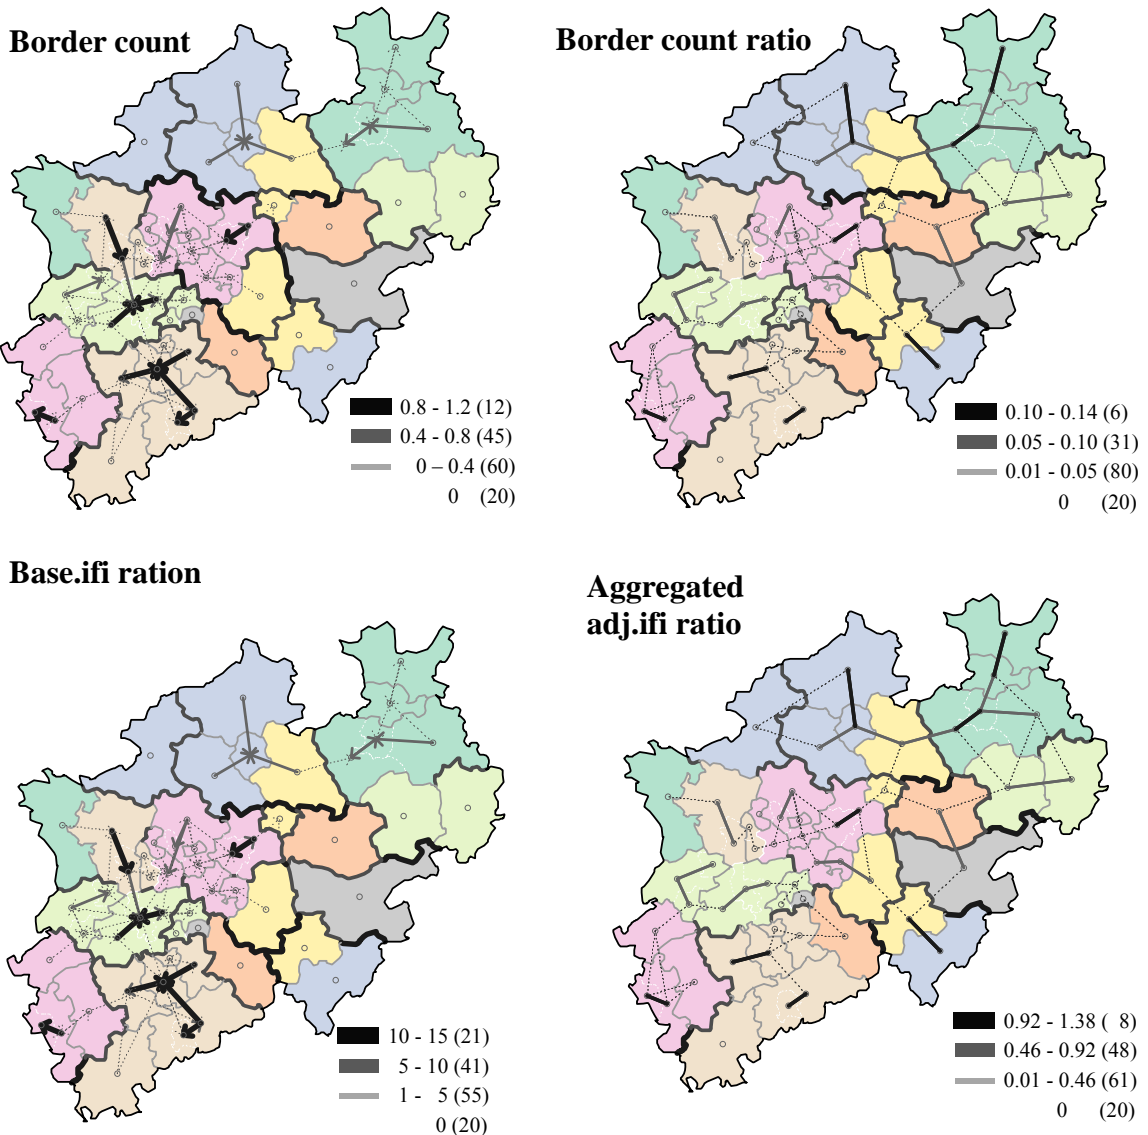 Border count
0.8 - 1.2 (12)
0.4 - 0.8 (45)
0 – 0.4 (60)
0 (20)
Border count ratio
0.10 - 0.14 (6)
0.05 - 0.10 (31)
0.01 - 0.05 (80)
0 (20)
Base.ifi ration
10 - 15 (21)
5 - 10 (41)
1 - 5 (55)
0 (20)
Aggregated
adj.ifi ratio
0.92 - 1.38 ( 8)
0.46 - 0.92 (48)
0.01 - 0.46 (61)
0 (20)